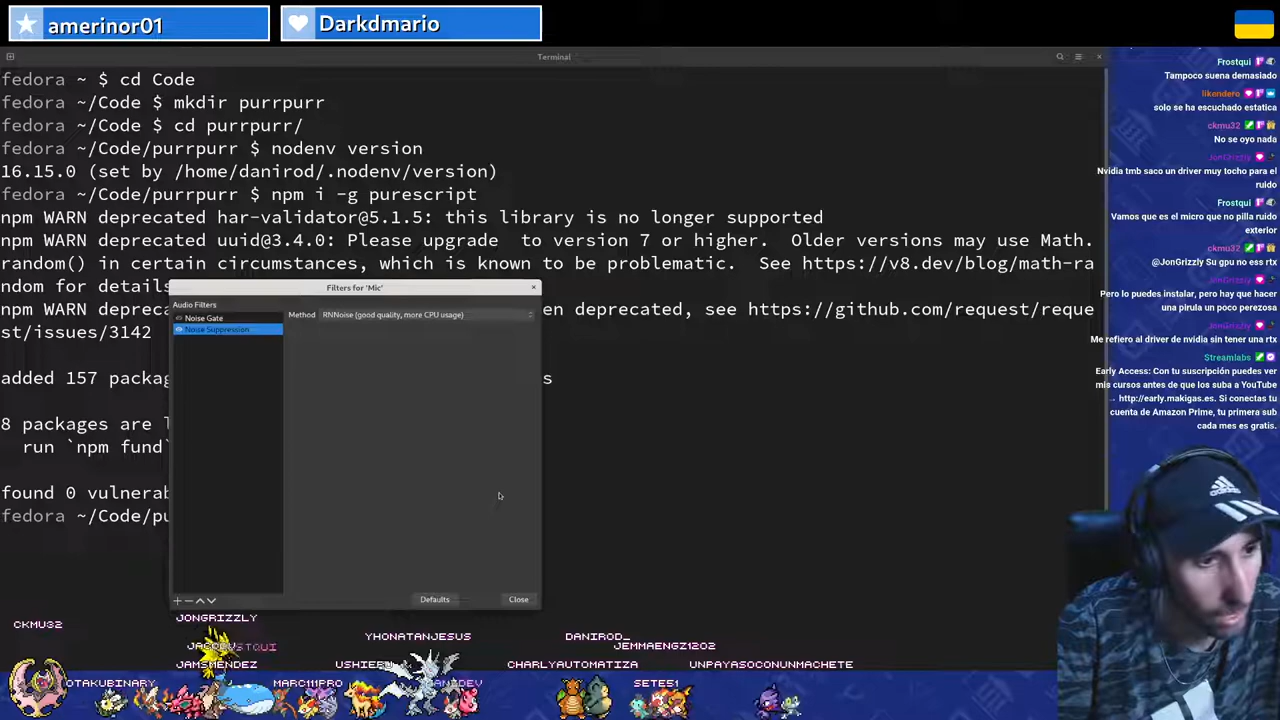 amerinor01
Darkdmario
Terminal
fedora ~ $ cd Code
fedora ~/Code $ mkdir purrpurr
fedora ~/Code $ cd purrpurr/
fedora ~/Code/purrpurr $ nodenv version
16.15.0 (set by /home/danirod/.nodenv/version)
fedora ~/Code/purrpurr $ npm i -g purescript
npm WARN deprecated har-validator@5.1.5: this library is no longer supported
npm WARN deprecated uuid@3.4.0: Please upgrade  to version 7 or higher.  Older versions may use Math.
random() in certain circumstances, which is known to be problematic.  See https://v8.dev/blog/math-ra
ndom for details
npm WARN deprecated
en deprecated, see https://github.com/request/reque
st/issues/3142
added 157 packag
s
8 packages are l
run `npm fund`
found 0 vulnerab
fedora ~/Code/pu
Filters for 'Mic'
Audio Filters
Noise Gate
Noise Suppression
Method
RNNoise (good quality, more CPU usage)
Defaults
Close
Frostqui
Tampoco suena demasiado
likendero
solo se ha escuchado estatica
ckmu32
No se oyo nada
JonGrizzly
Nvidia tmb saco un driver muy tocho para el
ruido
Frostqui
Vamos que es el micro que no pilla ruido
exterior
ckmu32
@JonGrizzly Su gpu no ess rtx
JonGrizzly
Pero lo puedes instalar, pero hay que hacer
una pirula un poco perezosa
JonGrizzly
Me refiero al driver de nvidia sin tener una rtx
Streamlabs
Early Access: Con tu suscripción puedes ver
mis cursos antes de que los suba a YouTube
→ http://early.makigas.es. Si conectas tu
cuenta de Amazon Prime, tu primera sub
cada mes es gratis.
adidas
CKMU32
JONGRIZZLY
YHONATANJESUS
DANIROD_
JEMMAENGZ1202
JAMSMENDEZ
USHIERU
CHARLYAUTOMATIZA
UNPAYASOCONUNMACHETE
OTAKUBINARY
MARC11PRO
SETE51